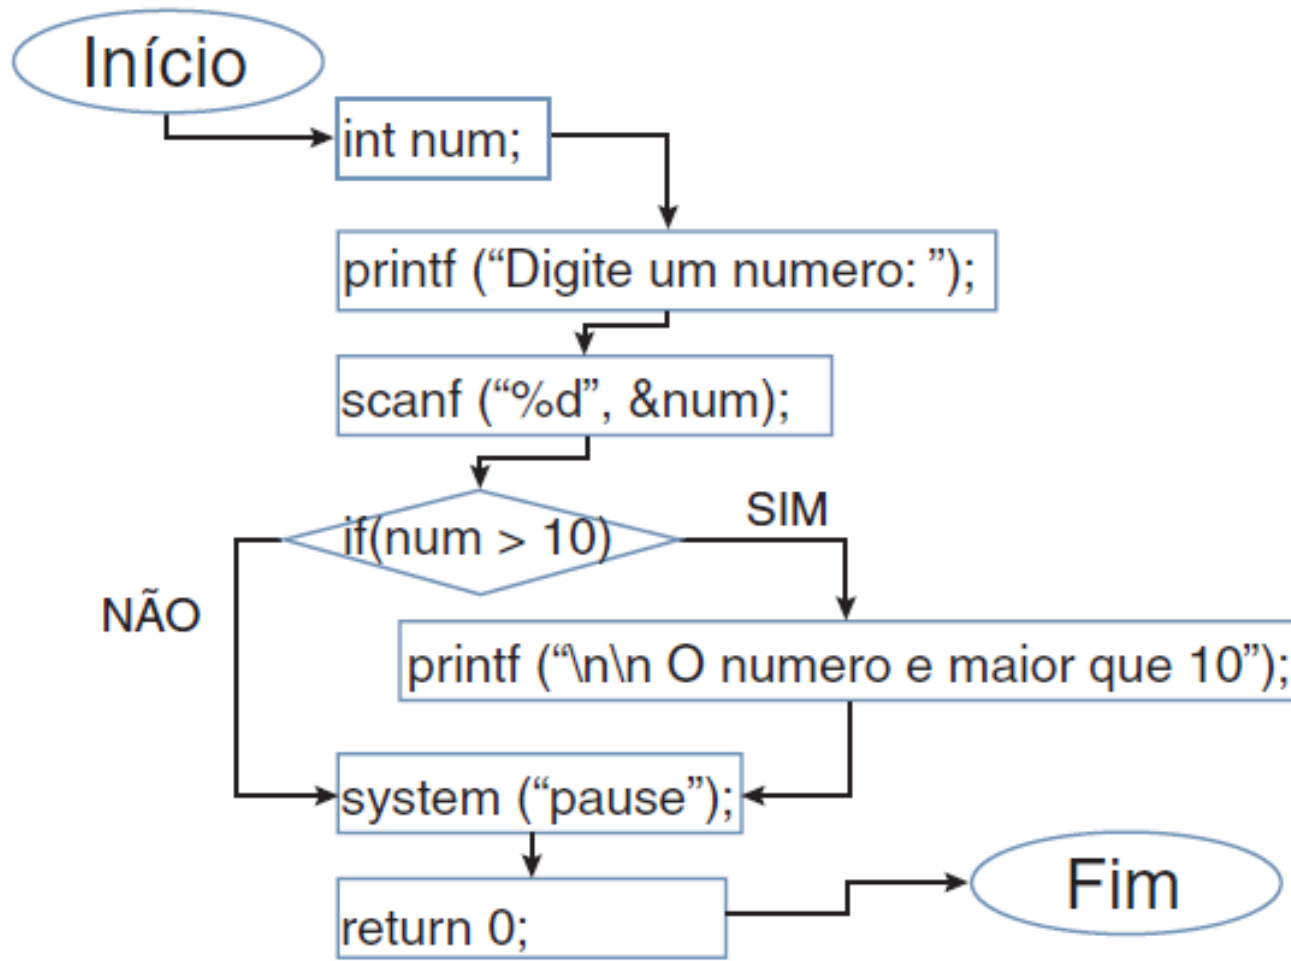 Início
int num;
printf (“Digite um numero: ”);
scanf (“%d”, &num);
if(num > 10)
SIM
NÃO
printf (“\n\n O numero e maior que 10”);
system (“pause”);
return 0;
Fim